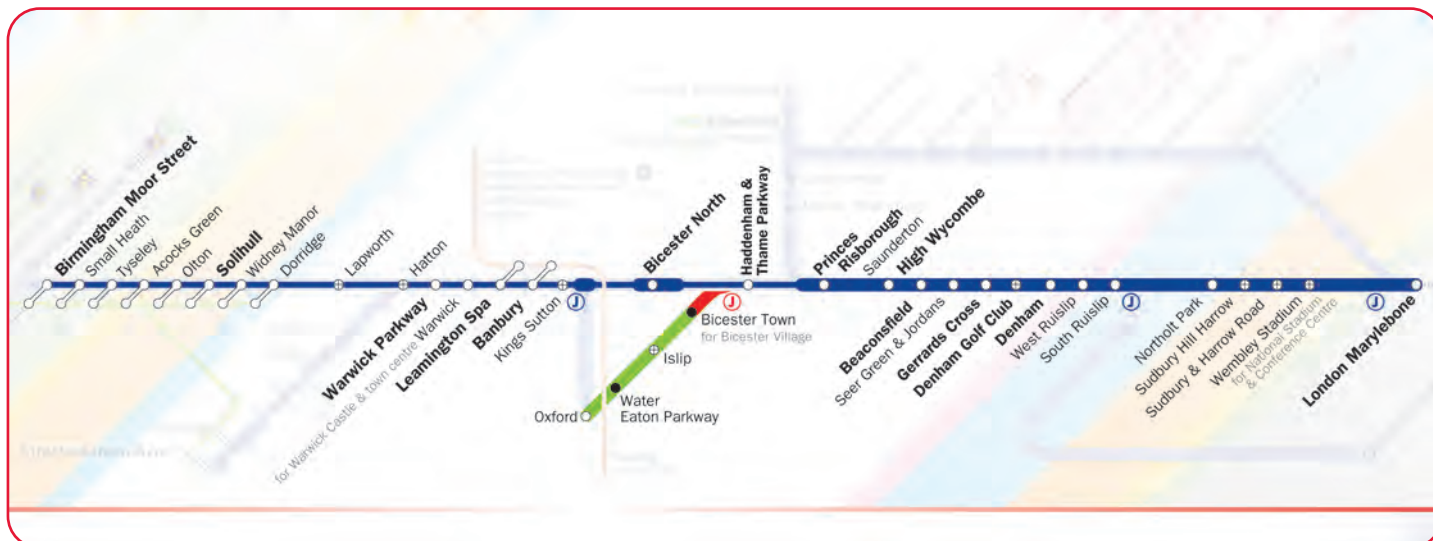 Birmingham Moor Street
Small Heath
Tyseley
Acocks Green
Olton
Solihull
Widney Manor
Dorridge
Lapworth
Hatton
Warwick Parkway
for Warwick Castle & town centre Warwick
Leamington Spa
Banbury
Kings Sutton
J
Bicester North
J
Bicester Town
for Bicester Village
Islip
Water
Eaton Parkway
Oxford
Haddenham &
Thame Parkway
Princes
Risborough
Saunderton
High Wycombe
Beaconsfield
Seer Green & Jordans
Gerrards Cross
Denham Golf Club
Denham
West Ruislip
South Ruislip
J
Northolt Park
Sudbury Hill Harrow
Sudbury & Harrow Road
Wembley Stadium
for National Stadium
& Conference Centre
J
London Marylebone